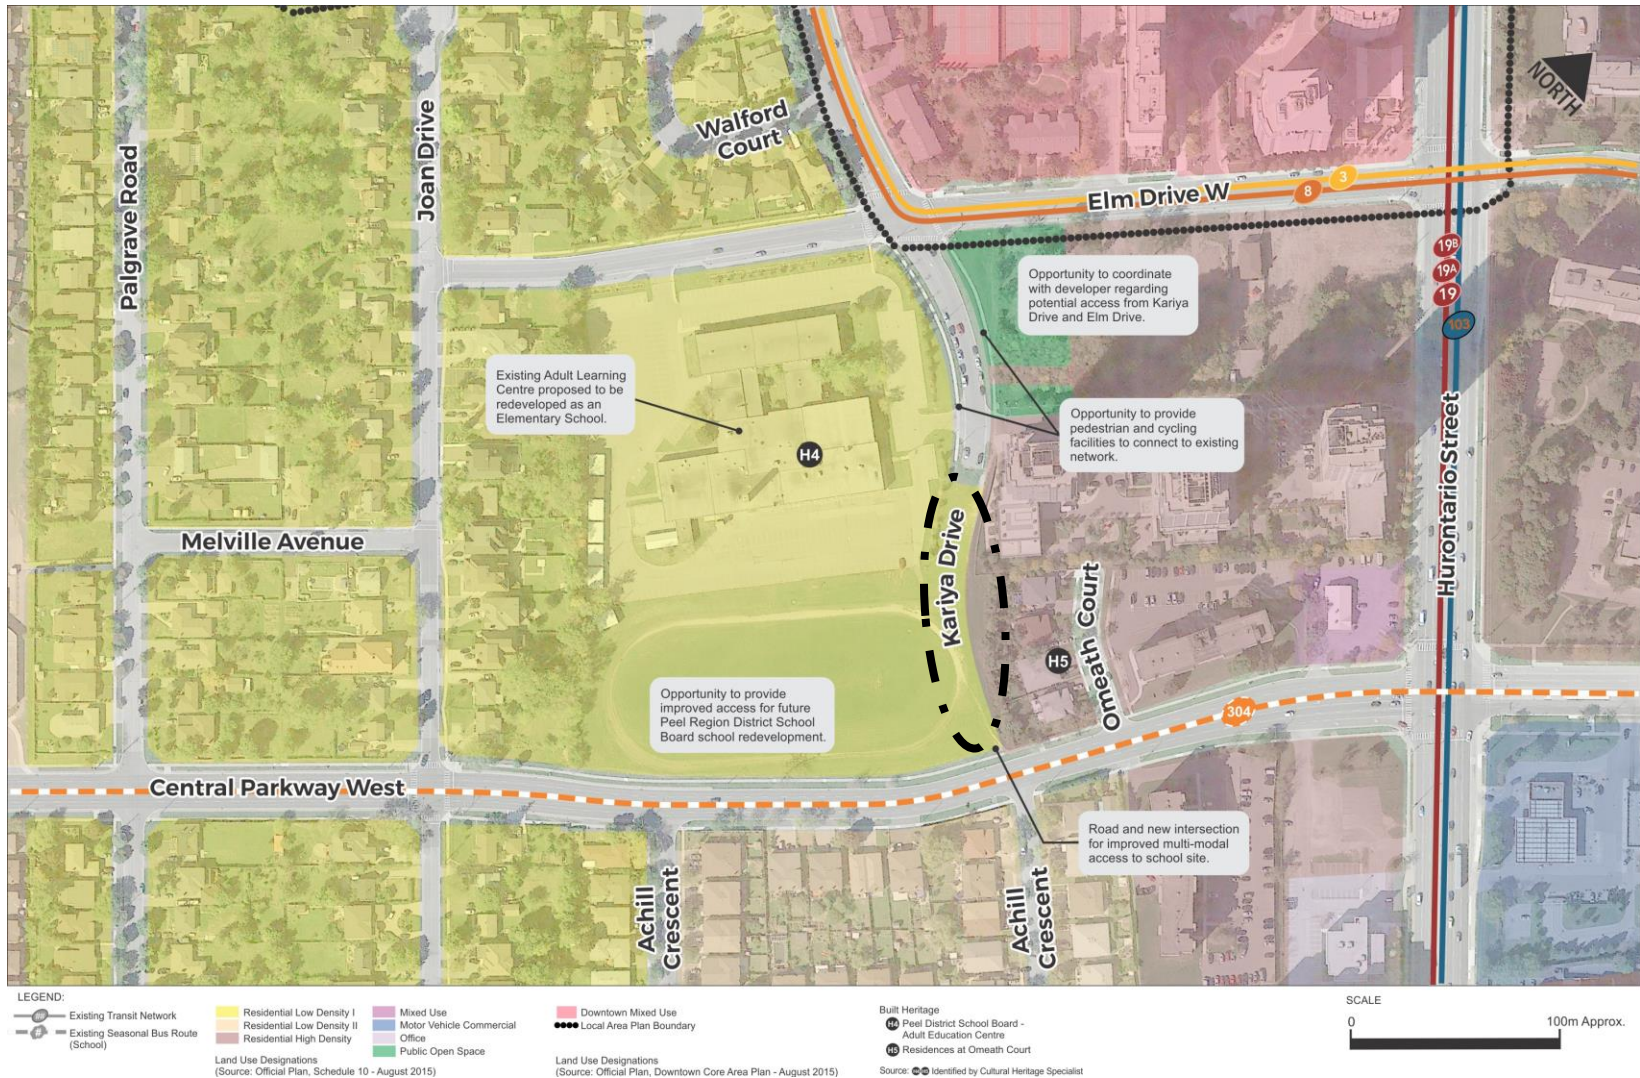 Palgrave Road
Joan Drive
Walford
Court
Elm Drive W
8
3
NORTH
19B
19A
19
103
Opportunity to coordinate
with developer regarding
potential access from Kariya
Drive and Elm Drive.
Existing Adult Learning
Centre proposed to be
redeveloped as an
Elementary School.
Opportunity to provide
pedestrian and cycling
facilities to connect to existing
network.
H4
Hurontario Street
Melville Avenue
Kariya Drive
Omeath Court
H5
Opportunity to provide
improved access for future
Peel Region District School
Board school redevelopment.
304
Central Parkway West
Road and new intersection
for improved multi-modal
access to school site.
Achill
Crescent
Achill
Crescent
LEGEND:
## Existing Transit Network
# Existing Seasonal Bus Route
(School)
Residential Low Density I
Residential Low Density II
Residential High Density
Mixed Use
Motor Vehicle Commercial
Office
Public Open Space
Land Use Designations
(Source: Official Plan, Schedule 10 - August 2015)
Downtown Mixed Use
Local Area Plan Boundary
Land Use Designations
(Source: Official Plan, Downtown Core Area Plan - August 2015)
Built Heritage
H4 Peel District School Board -
Adult Education Centre
H5 Residences at Omeath Court
Source: Identified by Cultural Heritage Specialist
SCALE
0 100m Approx.